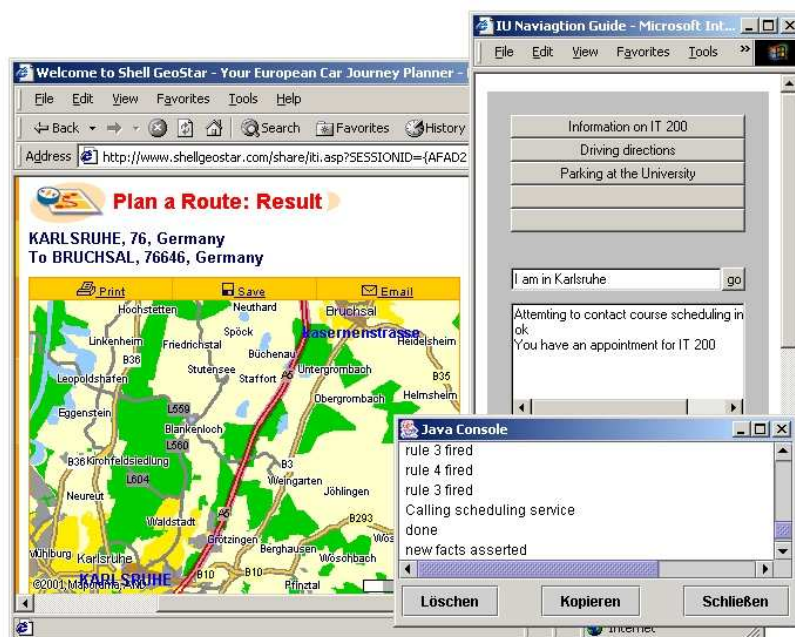 Welcome to Shell GeoStar - Your European Car Journey Planner -
File Edit View Favorites Tools Help
Back Search Favorites History
Address http://www.shellgeostar.com/share/iti.asp?SESSIONID={AFAD2
Plan a Route: Result
KARLSRUHE, 76, Germany
To BRUCHSAL, 76646, Germany
Print Save Email
Hochstetten Neuthard Bruchsal
kasernenstrasse
Linkenheim Friedrichstal Spöck Heidelsheim
B36 Büchenau
Stutensee Untergrombach
Leopoldshafen Staffort A5 B35
Obergrombach Helmsheim
Eggenstein L559
Blankenloch
L560
B36 Kirchfeldsiedlung B3
L604 Weingarten
Neureut Jöhlingen
Waldstadt A5 B293
Grötzingen
Mühlburg Karlsruhe Berghausen Wöschbach
©2001, KARLSRUHE B10 B10 Pfinztal
IU Naviagtion Guide - Microsoft Int...
File Edit View Favorites Tools »
Information on IT 200
Driving directions
Parking at the University
I am in Karlsruhe go
Attemting to contact course scheduling in
ok
You have an appointment for IT 200
Java Console
rule 3 fired
rule 4 fired
rule 3 fired
Calling scheduling service
done
new facts asserted
Löschen Kopieren Schließen
Internet